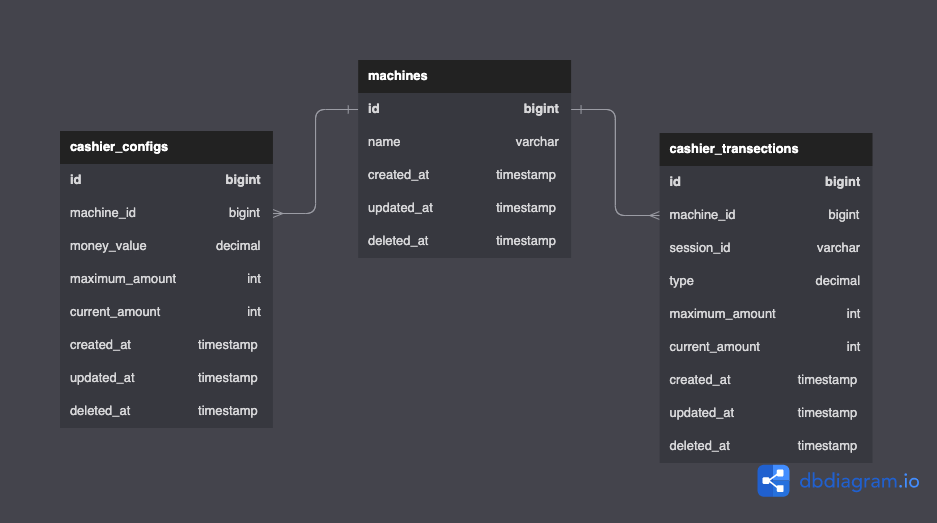 machines
id bigint
name varchar
created_at timestamp
updated_at timestamp
deleted_at timestamp
cashier_configs
id bigint
machine_id bigint
money_value decimal
maximum_amount int
current_amount int
created_at timestamp
updated_at timestamp
deleted_at timestamp
cashier_transections
id bigint
machine_id bigint
session_id varchar
type decimal
maximum_amount int
current_amount int
created_at timestamp
updated_at timestamp
deleted_at timestamp
dbdiagram.io